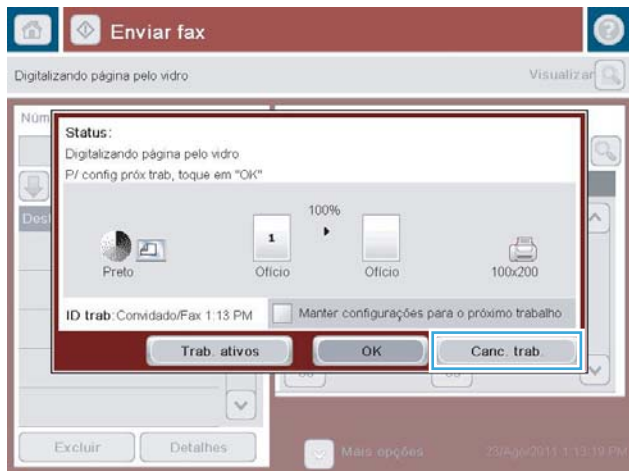 Enviar fax
Digitalizando página pelo vidro
Visualizar
Núm
Status:
Digitalizando página pelo vidro
P/ config próx trab, toque em "OK"
Dest
100%
1
Preto
Ofício
Ofício
100x200
ID trab:Convidado/Fax 1:13 PM
Manter configurações para o próximo trabalho
Trab. ativos
OK
Canc. trab.
Excluir
Detalhes
Mais opções
23/Ago/2011 1:13:19 PM